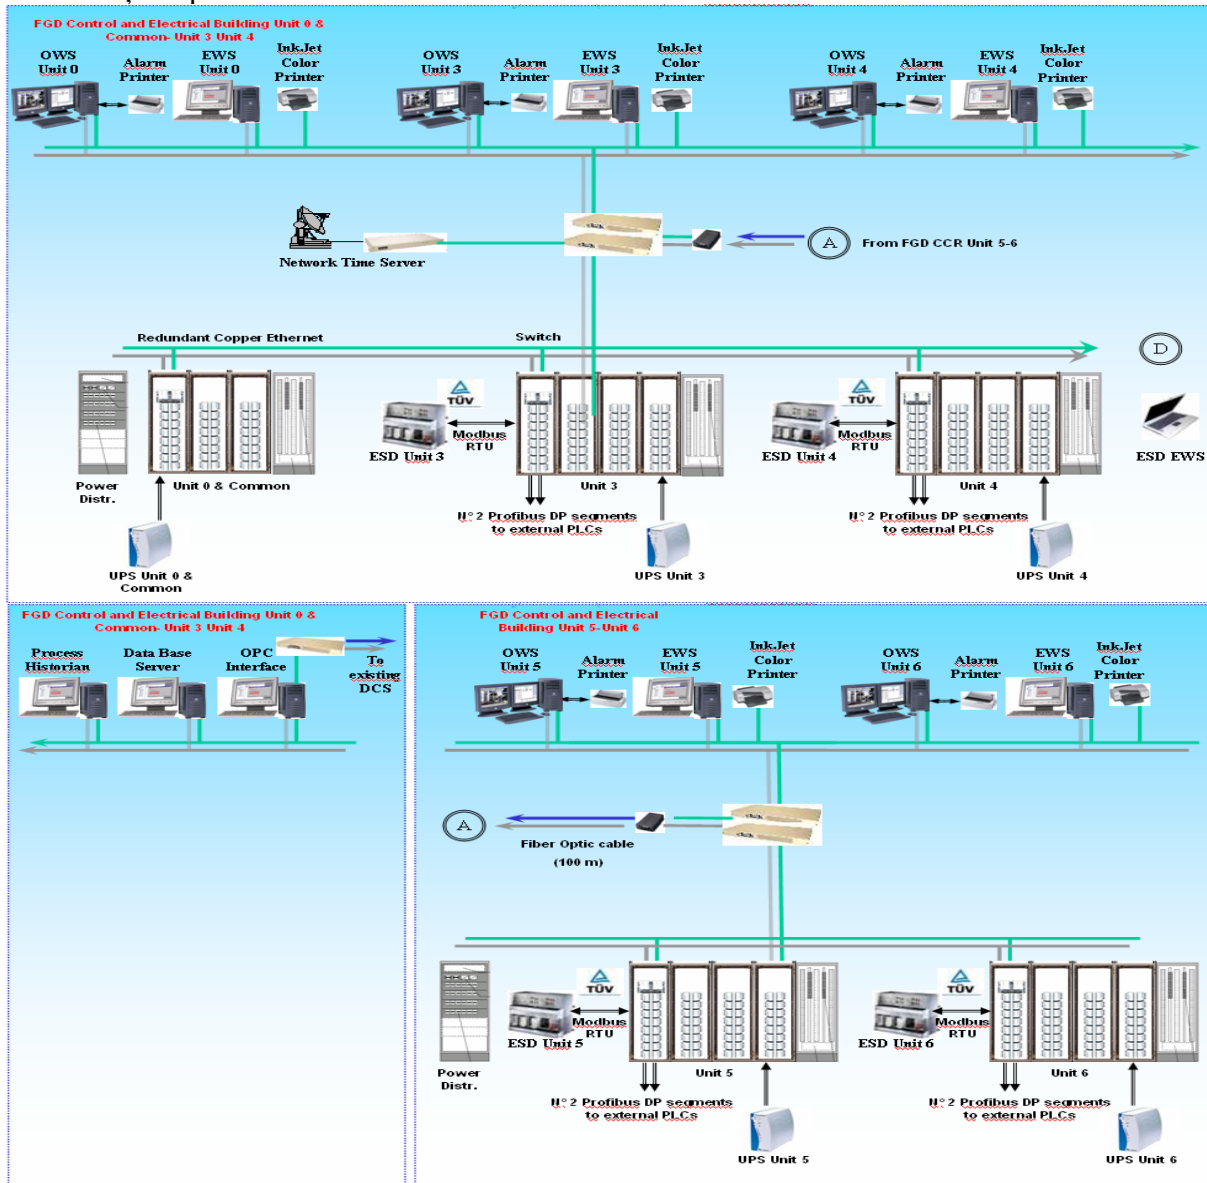 FGD Control and Electrical Building Unit 0 &
Common- Unit 3 Unit 4
OWS
Unit 0
Alarm
Printer
EWS
Unit 0
InkJet
Color
Printer
OWS
Unit 3
Alarm
Printer
EWS
Unit 3
InkJet
Color
Printer
OWS
Unit 4
Alarm
Printer
EWS
Unit 4
InkJet
Color
Printer
Network Time Server
A
From FGD CCR Unit 5-6
Redundant Copper Ethernet
Switch
D
TÜV
TÜV
Modbus
RTU
Modbus
RTU
ESD Unit 3
ESD Unit 4
ESD EWS
Power
Distr.
Unit 0 & Common
Unit 3
Unit 4
N° 2 Profibus DP segments
to external PLCs
N° 2 Profibus DP segments
to external PLCs
UPS Unit 0 &
Common
UPS Unit 3
UPS Unit 4
FGD Control and Electrical Building Unit 0 &
Common- Unit 3 Unit 4
Process
Historian
Data Base
Server
OPC
Interface
To
existing
DCS
FGD Control and Electrical
Building Unit 5-Unit 6
OWS
Unit 5
Alarm
Printer
EWS
Unit 5
InkJet
Color
Printer
OWS
Unit 6
Alarm
Printer
EWS
Unit 6
InkJet
Color
Printer
A
Fiber Optic cable
(100 m)
TÜV
TÜV
Modbus
RTU
Modbus
RTU
ESD Unit 5
ESD Unit 6
Power
Distr.
Unit 5
Unit 6
N° 2 Profibus DP segments
to external PLCs
N° 2 Profibus DP segments
to external PLCs
UPS Unit 5
UPS Unit 6